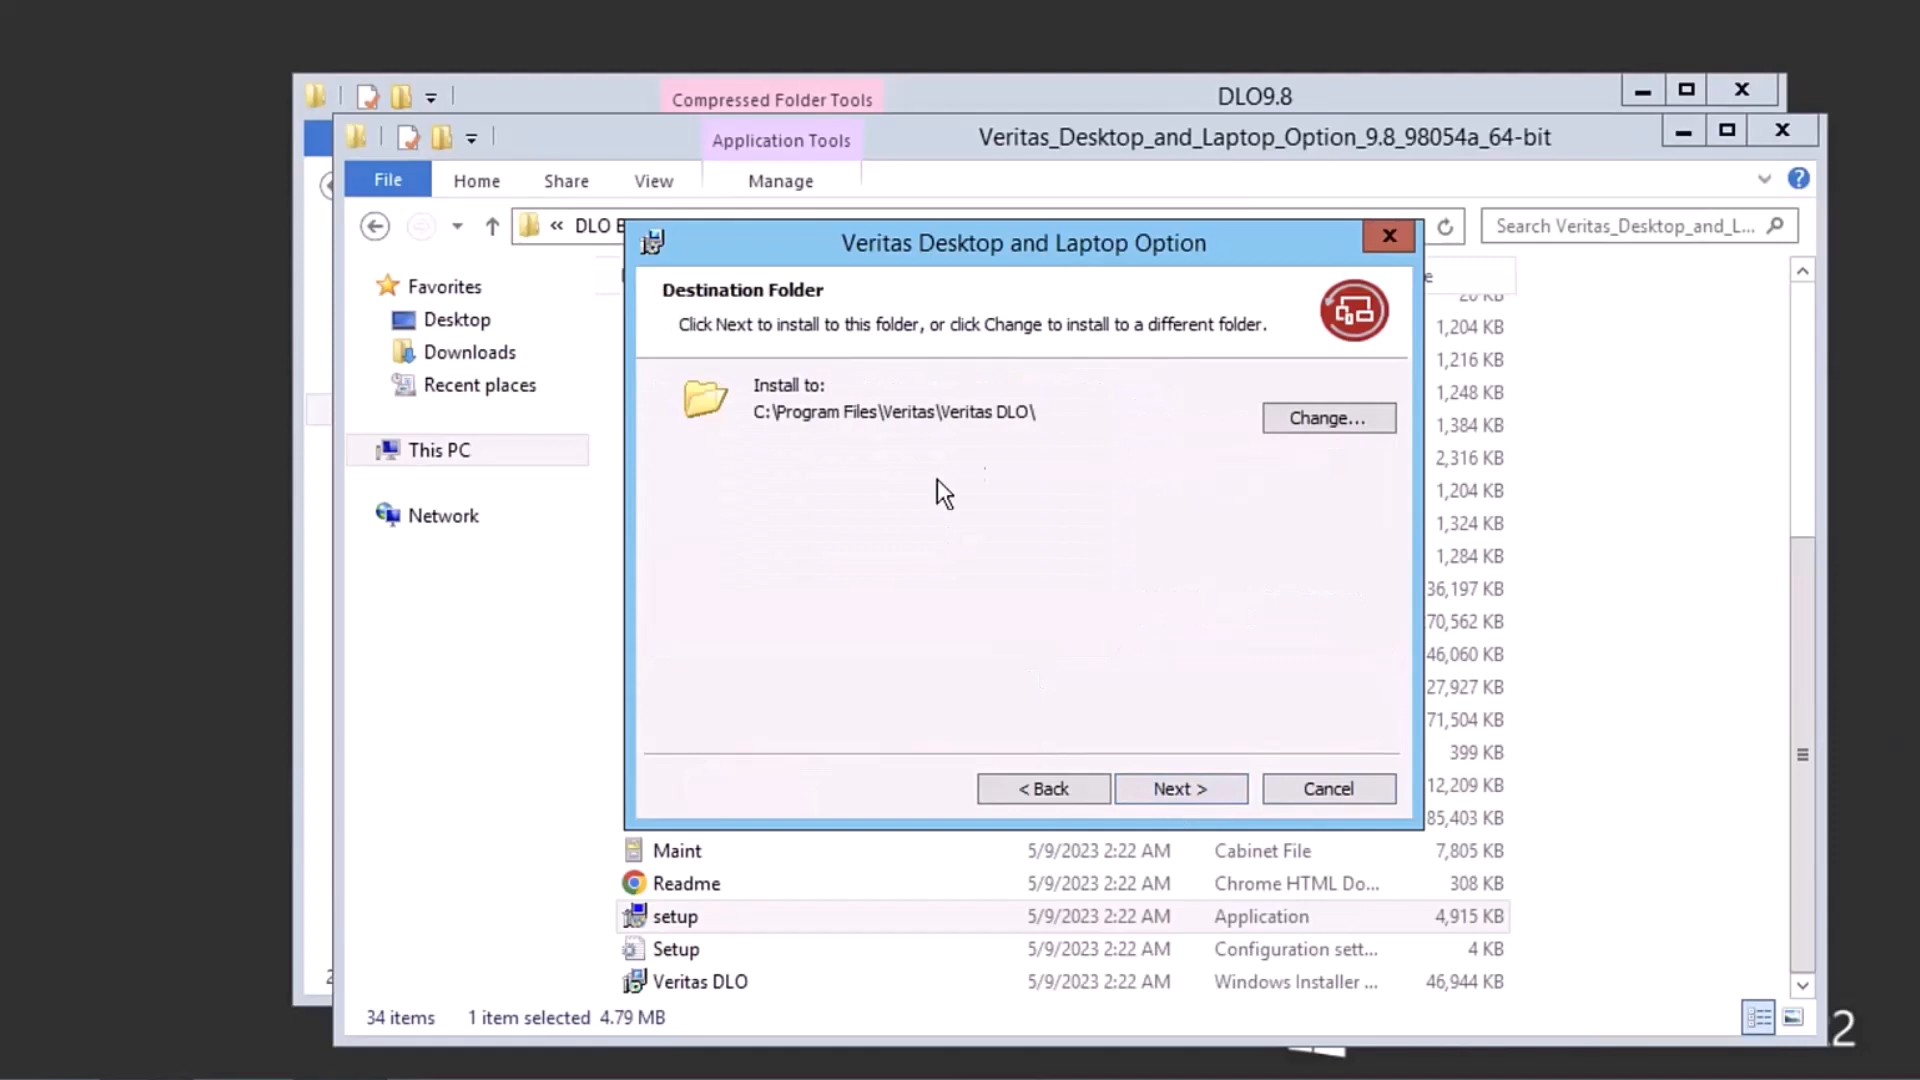 Compressed Folder Tools
DLO9.8
Application Tools
Veritas_Desktop_and_Laptop_Option_9.8_98054a_64-bit
File
Home
Share
View
Manage
« DLO
Search Veritas_Desktop_and_L...
Favorites
Desktop
Downloads
Recent places
This PC
Network
Veritas Desktop and Laptop Option
Destination Folder
Click Next to install to this folder, or click Change to install to a different folder.
Install to:
C:\Program Files\Veritas\Veritas DLO\
Change...
< Back
Next >
Cancel
1,204 KB
1,216 KB
1,248 KB
1,384 KB
2,316 KB
1,204 KB
1,324 KB
1,284 KB
36,197 KB
70,562 KB
46,060 KB
27,927 KB
71,504 KB
399 KB
12,209 KB
85,403 KB
Maint 5/9/2023 2:22 AM Cabinet File 7,805 KB
Readme 5/9/2023 2:22 AM Chrome HTML Do... 308 KB
setup 5/9/2023 2:22 AM Application 4,915 KB
Setup 5/9/2023 2:22 AM Configuration sett... 4 KB
Veritas DLO 5/9/2023 2:22 AM Windows Installer ... 46,944 KB
34 items 1 item selected 4.79 MB